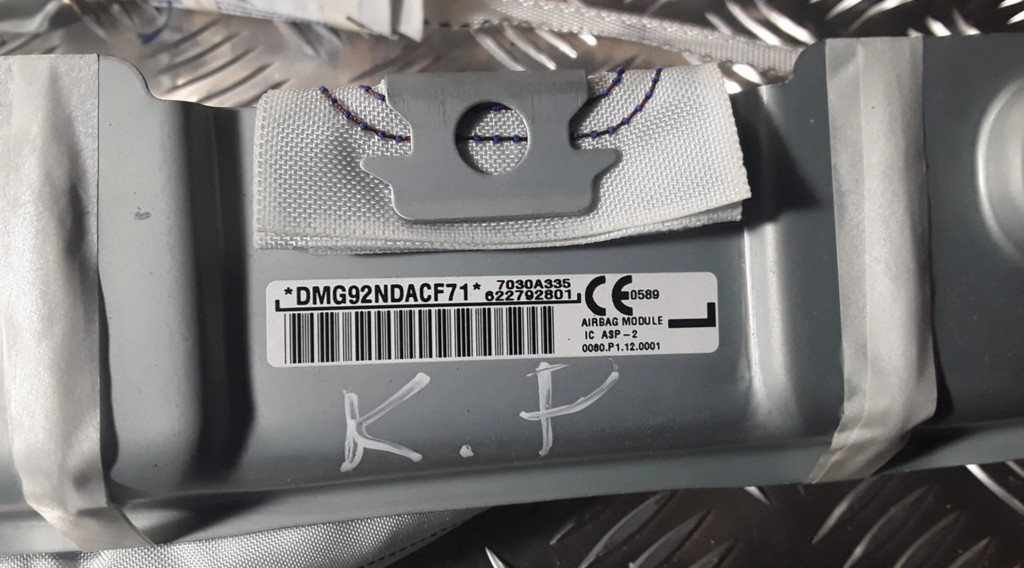 *DMG92NDACF71* 7030A335
622792801
CE 0589
AIRBAG MODULE
IC ASP-2
0080.P1.12.0001
L
K.P